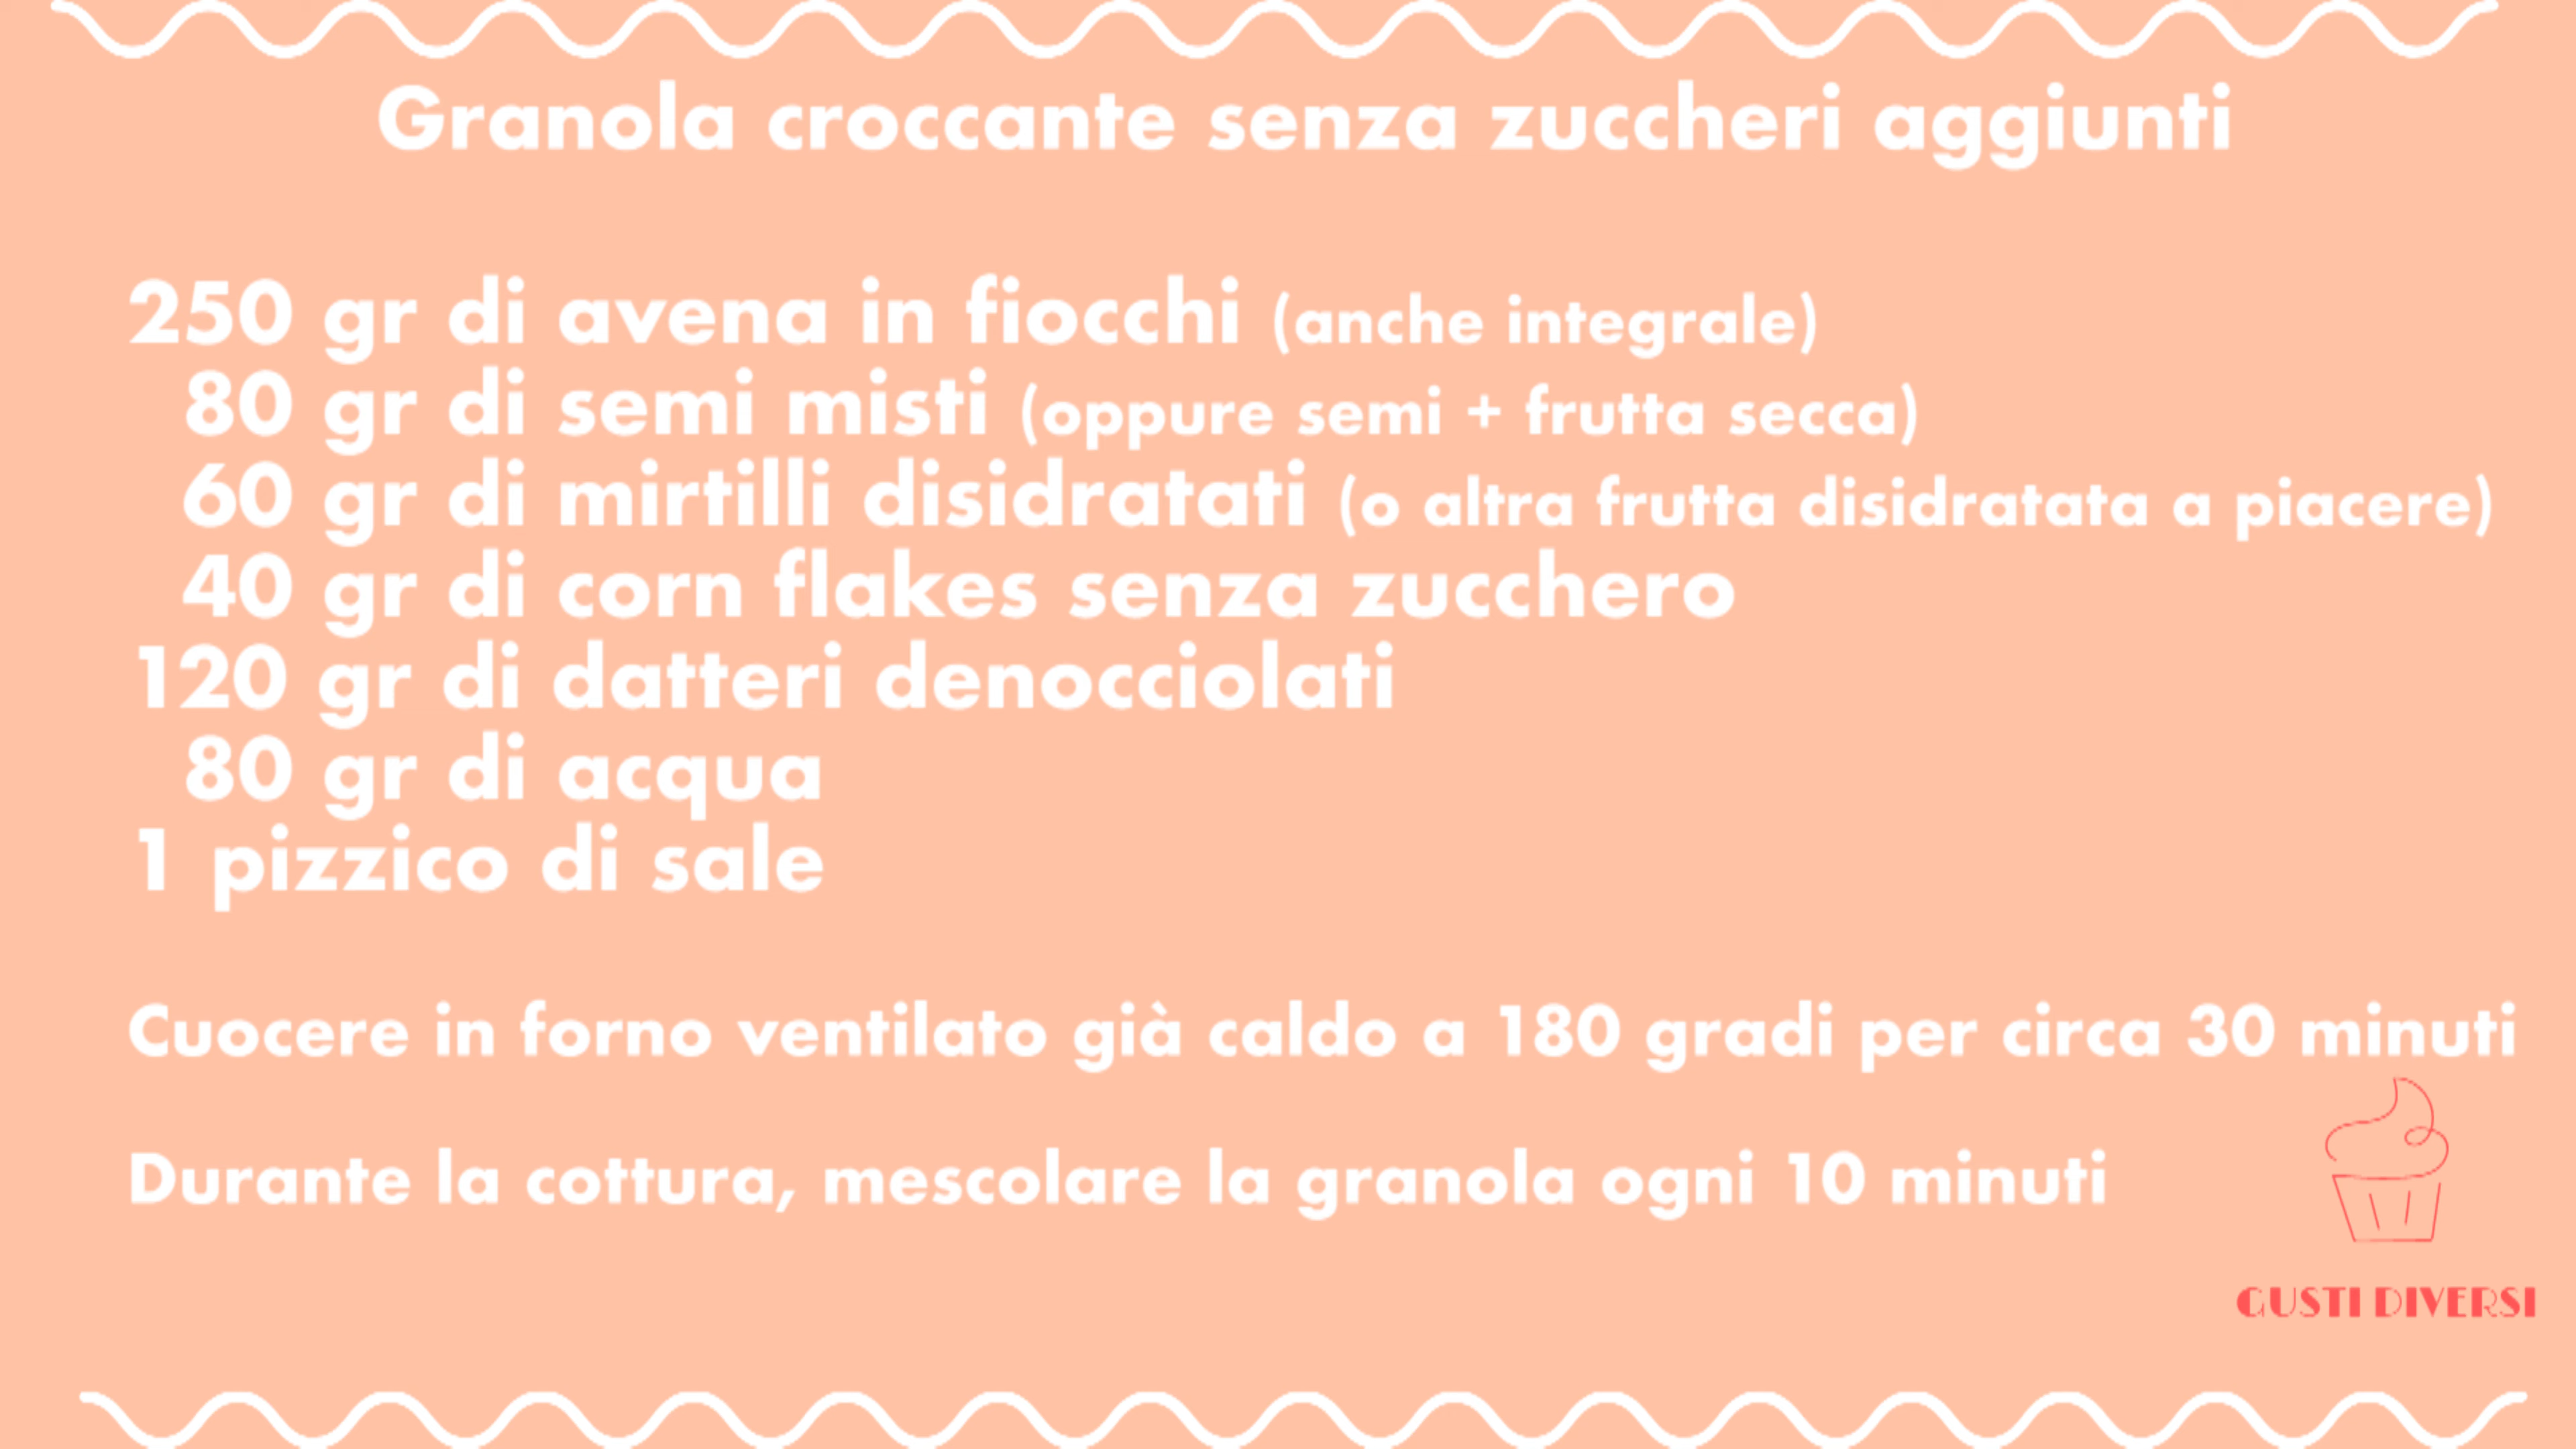 Granola croccante senza zuccheri aggiunti
250 gr di avena in fiocchi (anche integrale)
80 gr di semi misti (oppure semi + frutta secca)
60 gr di mirtilli disidratati (o altra frutta disidratata a piacere)
40 gr di corn flakes senza zucchero
120 gr di datteri denocciolati
80 gr di acqua
1 pizzico di sale
Cuocere in forno ventilato già caldo a 180 gradi per circa 30 minuti
Durante la cottura, mescolare la granola ogni 10 minuti
GUSTI DIVERSI